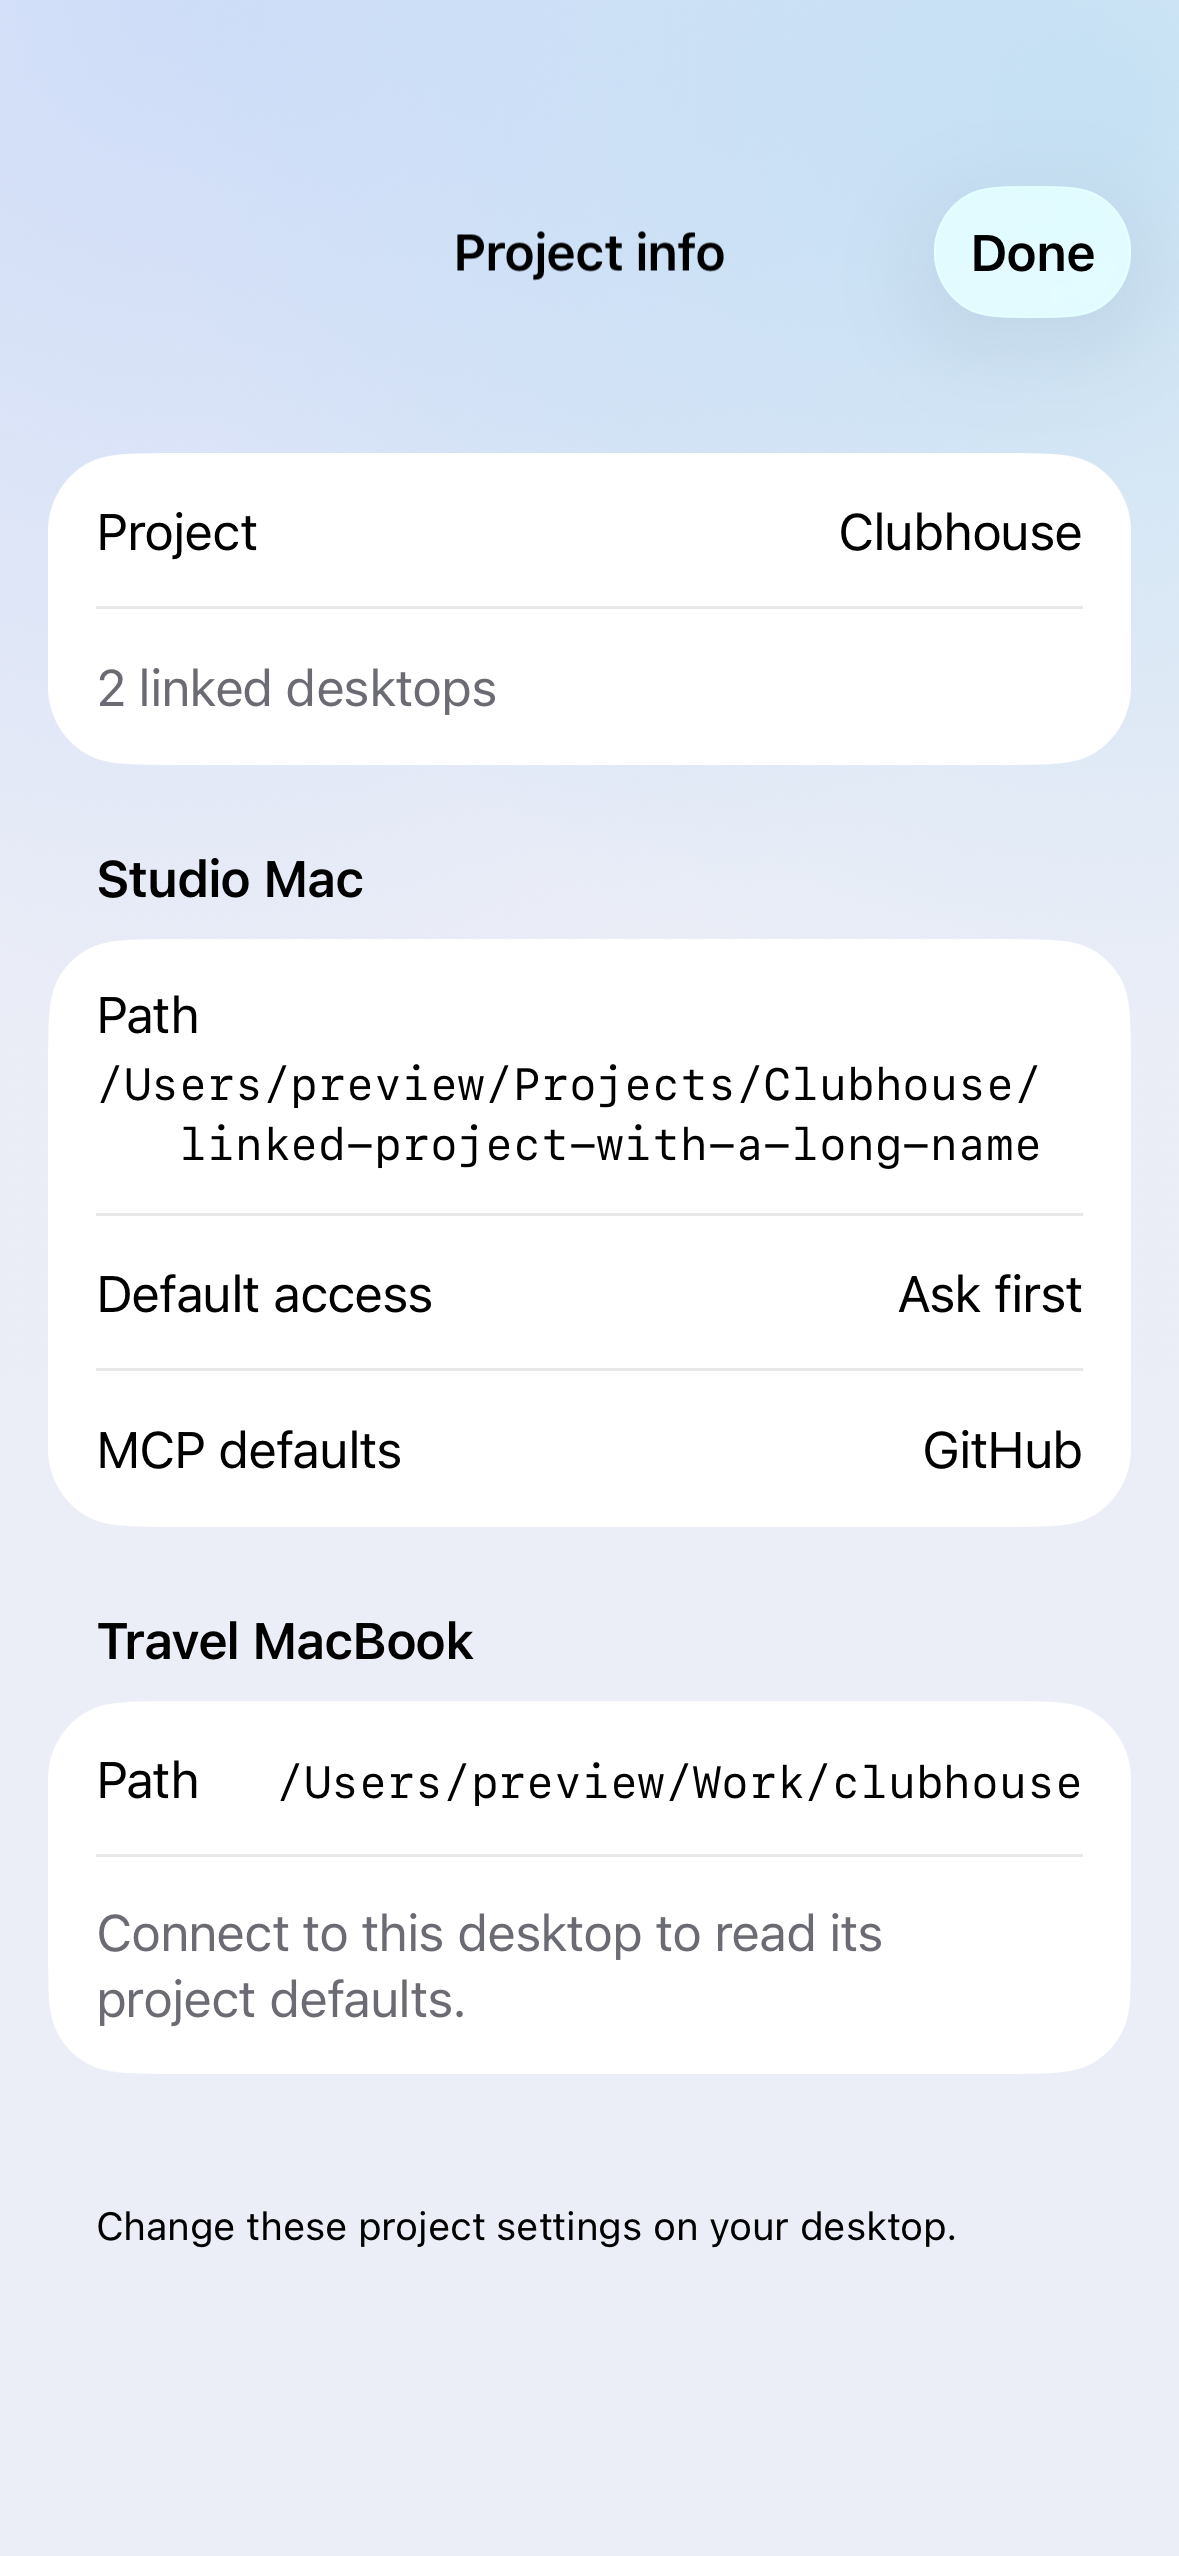 Project info
Done
Project
Clubhouse
2 linked desktops
Studio Mac
Path
/Users/preview/Projects/Clubhouse/
linked-project-with-a-long-name
Default access
Ask first
MCP defaults
GitHub
Travel MacBook
Path
/Users/preview/Work/clubhouse
Connect to this desktop to read its
project defaults.
Change these project settings on your desktop.